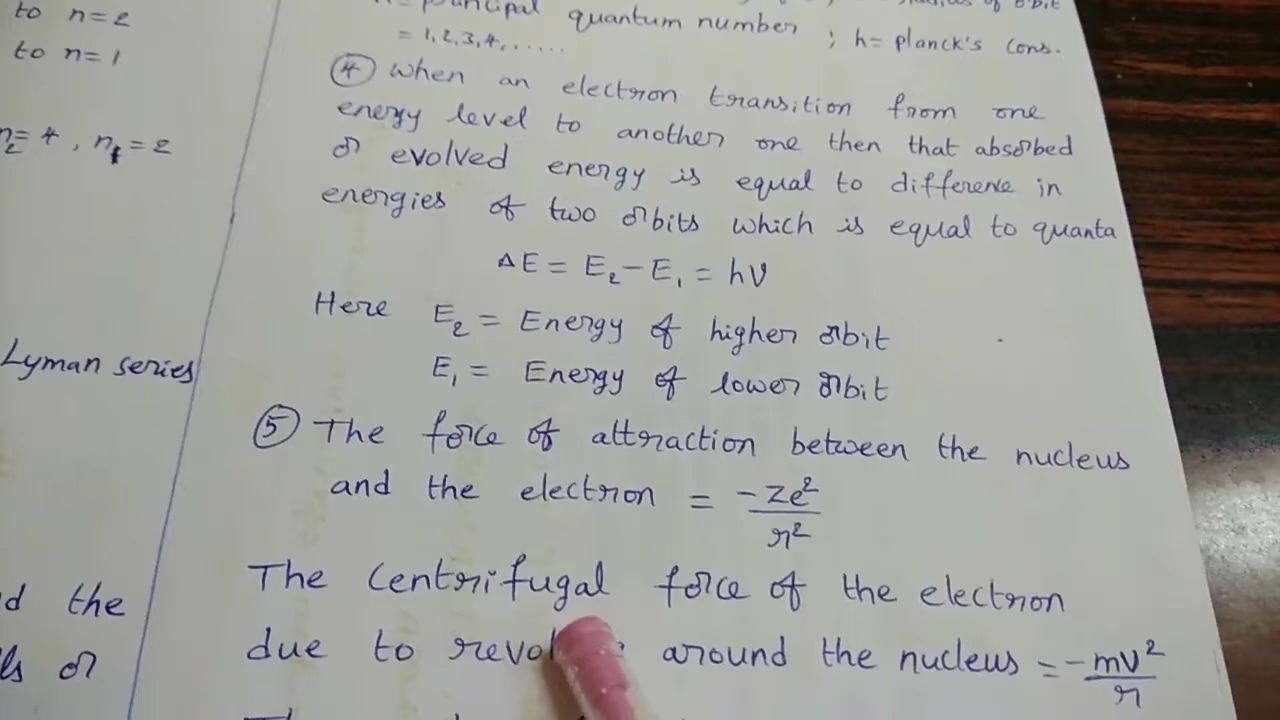 to n=2
to n=1
= 4, n_f = 2
Lyman series
d the
ls or
principal quantum number ; h= planck's cons.
= 1,2,3,4,......
④ When an electron transition from one
energy level to another one then that absorbed
or evolved energy is equal to difference in
energies of two orbits which is equal to quanta
ΔE = E₂ - E₁ = hν
Here E₂ = Energy of higher orbit
E₁ = Energy of lower orbit
⑤ The force of attraction between the nucleus
and the electron = -Ze²/r²
The Centrifugal force of the electron
due to around the nucleus = -mv²/r